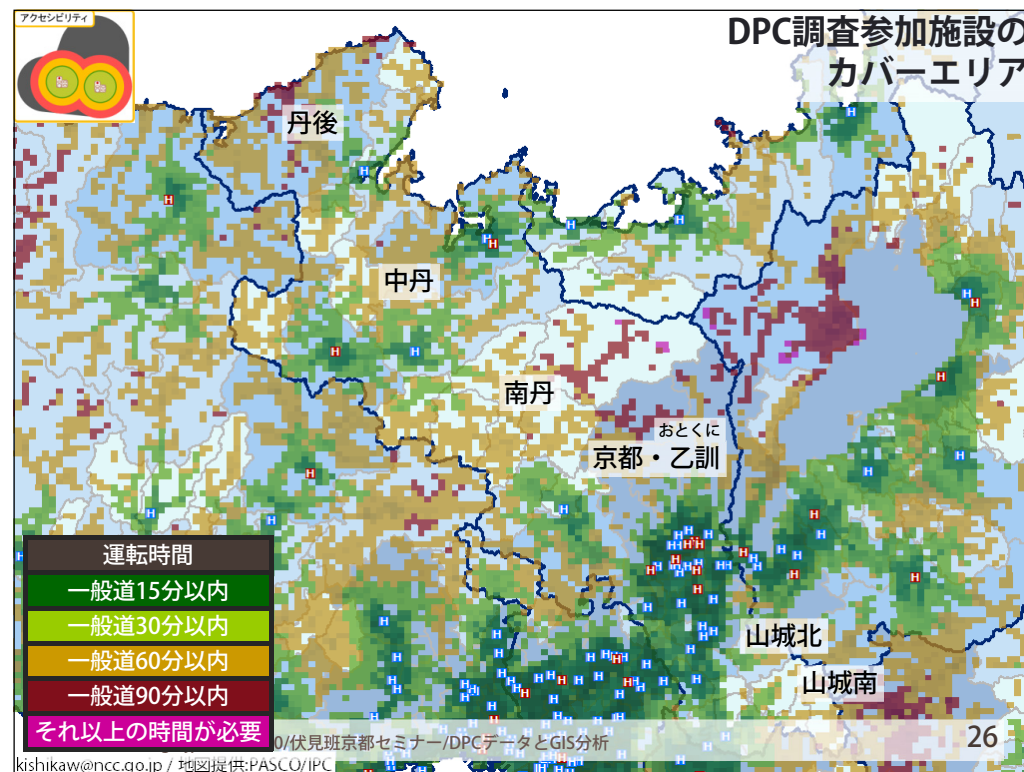 アクセシビリティ
DPC調査参加施設の
カバーエリア
丹後
中丹
南丹
おとくに
京都・乙訓
山城北
山城南
運転時間
一般道15分以内
一般道30分以内
一般道60分以内
一般道90分以内
それ以上の時間が必要
0/伏見班京都セミナー/DPCデータとGIS分析
26
kishikaw@ncc.go.jp / 地図提供:PASCO/IPC